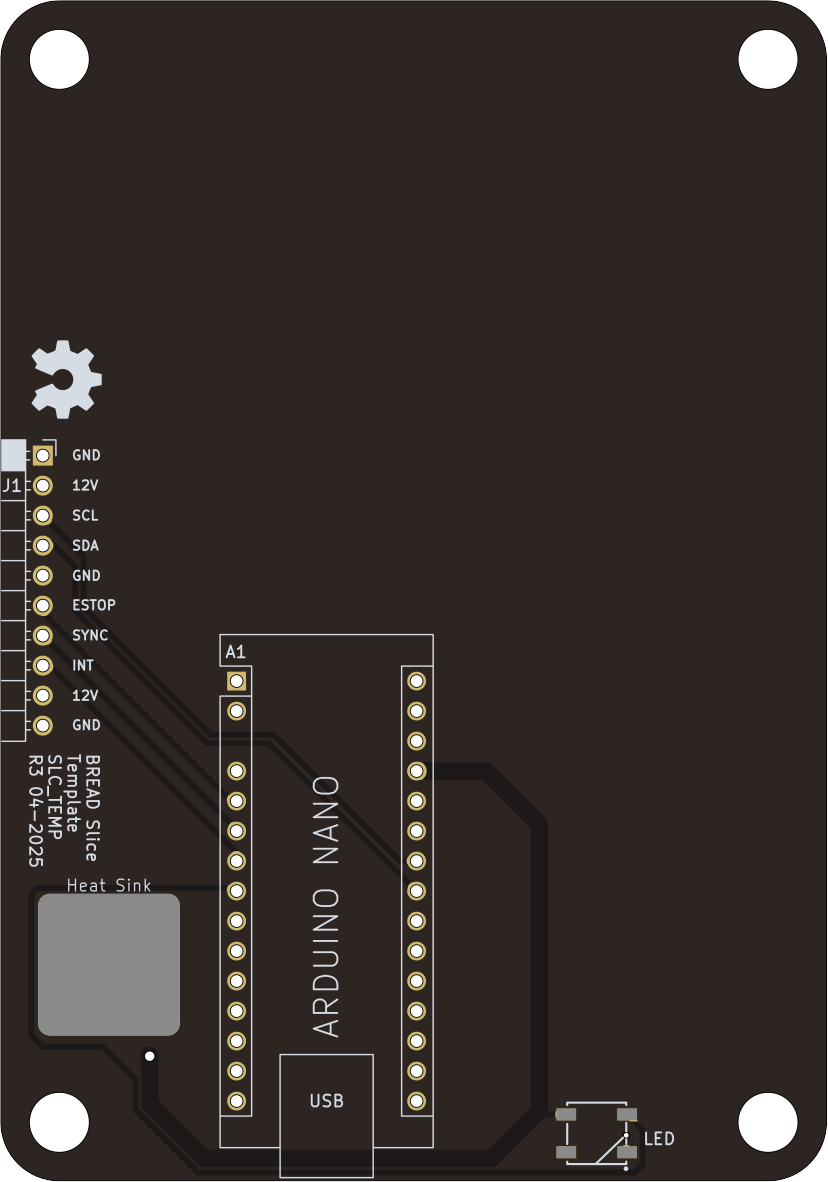 GND
12V
J1
SCL
SDA
GND
ESTOP
SYNC
INT
12V
GND
A1
BREAD Slice
Template
SLC_TEMP
R3 04-2025
Heat Sink
ARDUINO NANO
USB
LED